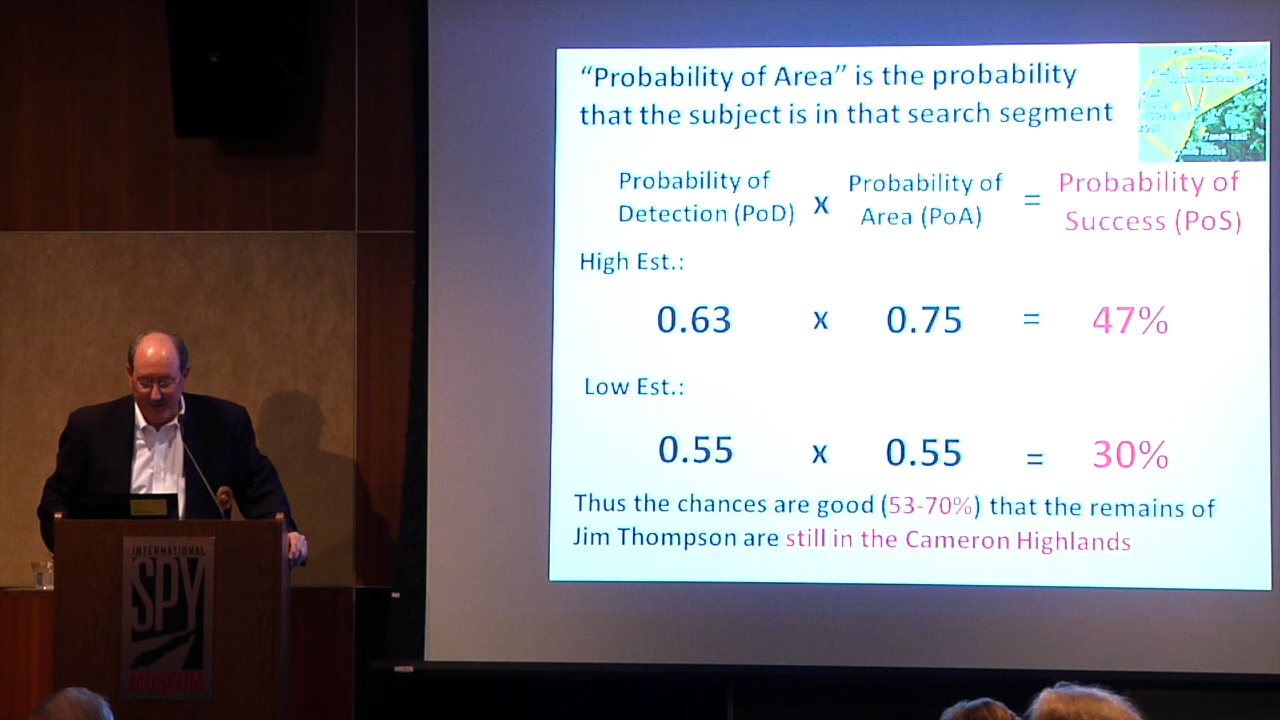 “Probability of Area” is the probability
that the subject is in that search segment
Probability of
Detection (PoD)
x
Probability of
Area (PoA)
=
Probability of
Success (PoS)
High Est.:
0.63 x 0.75 = 47%
Low Est.:
0.55 x 0.55 = 30%
Thus the chances are good (53-70%) that the remains of
Jim Thompson are still in the Cameron Highlands
INTERNATIONAL
SPY
MUSEUM